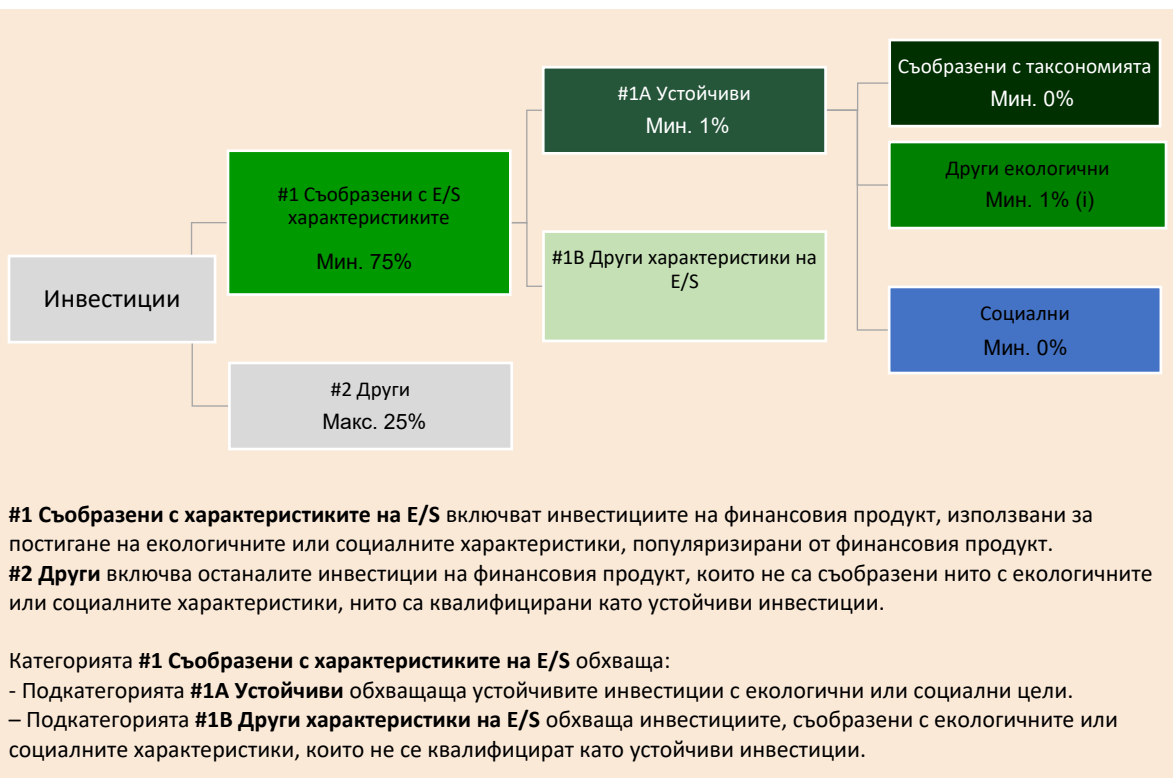 Инвестиции
#1 Съобразени с E/S
характеристиките
Мин. 75%
#2 Други
Макс. 25%
#1A Устойчиви
Мин. 1%
#1B Други характеристики на
E/S
Съобразени с таксономията
Мин. 0%
Други екологични
Мин. 1% (i)
Социални
Мин. 0%
#1 Съобразени с характеристиките на E/S включват инвестициите на финансовия продукт, използвани за
постигане на екологичните или социалните характеристики, популяризирани от финансовия продукт.
#2 Други включва останалите инвестиции на финансовия продукт, които не са съобразени нито с екологичните
или социалните характеристики, нито са квалифицирани като устойчиви инвестиции.
Категорията #1 Съобразени с характеристиките на E/S обхваща:
- Подкатегорията #1A Устойчиви обхващаща устойчивите инвестиции с екологични или социални цели.
– Подкатегорията #1B Други характеристики на E/S обхваща инвестициите, съобразени с екологичните или
социалните характеристики, които не се квалифицират като устойчиви инвестиции.